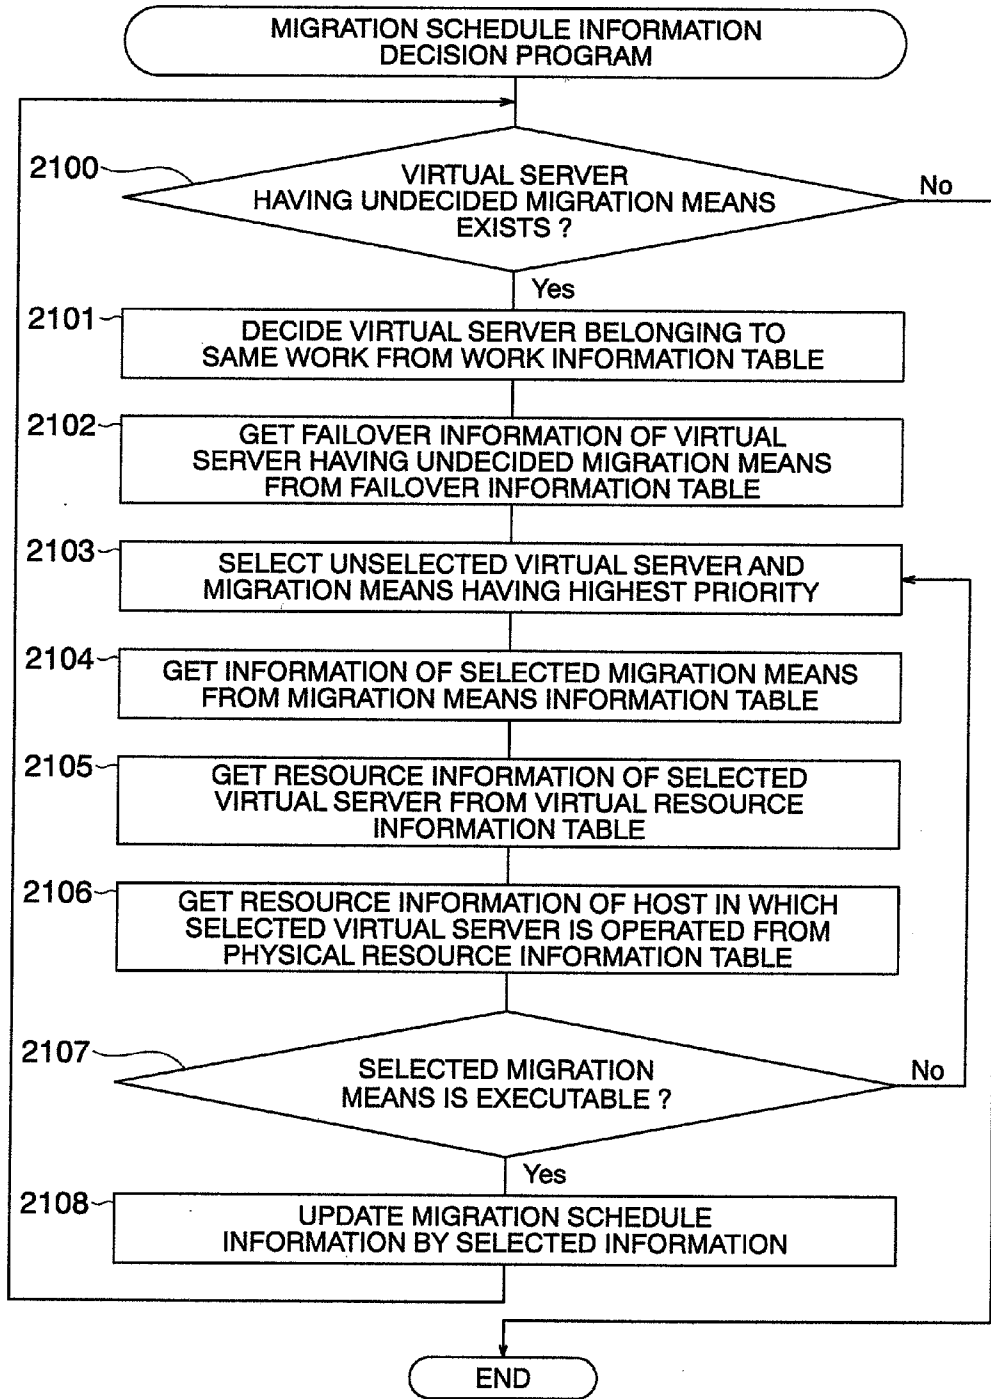 MIGRATION SCHEDULE INFORMATION
DECISION PROGRAM
2100
VIRTUAL SERVER
HAVING UNDECIDED MIGRATION MEANS
EXISTS ?
No
Yes
2101
DECIDE VIRTUAL SERVER BELONGING TO
SAME WORK FROM WORK INFORMATION TABLE
2102
GET FAILOVER INFORMATION OF VIRTUAL
SERVER HAVING UNDECIDED MIGRATION MEANS
FROM FAILOVER INFORMATION TABLE
2103
SELECT UNSELECTED VIRTUAL SERVER AND
MIGRATION MEANS HAVING HIGHEST PRIORITY
2104
GET INFORMATION OF SELECTED MIGRATION MEANS
FROM MIGRATION MEANS INFORMATION TABLE
2105
GET RESOURCE INFORMATION OF SELECTED
VIRTUAL SERVER FROM VIRTUAL RESOURCE
INFORMATION TABLE
2106
GET RESOURCE INFORMATION OF HOST IN WHICH
SELECTED VIRTUAL SERVER IS OPERATED FROM
PHYSICAL RESOURCE INFORMATION TABLE
2107
SELECTED MIGRATION
MEANS IS EXECUTABLE ?
No
Yes
2108
UPDATE MIGRATION SCHEDULE
INFORMATION BY SELECTED INFORMATION
END